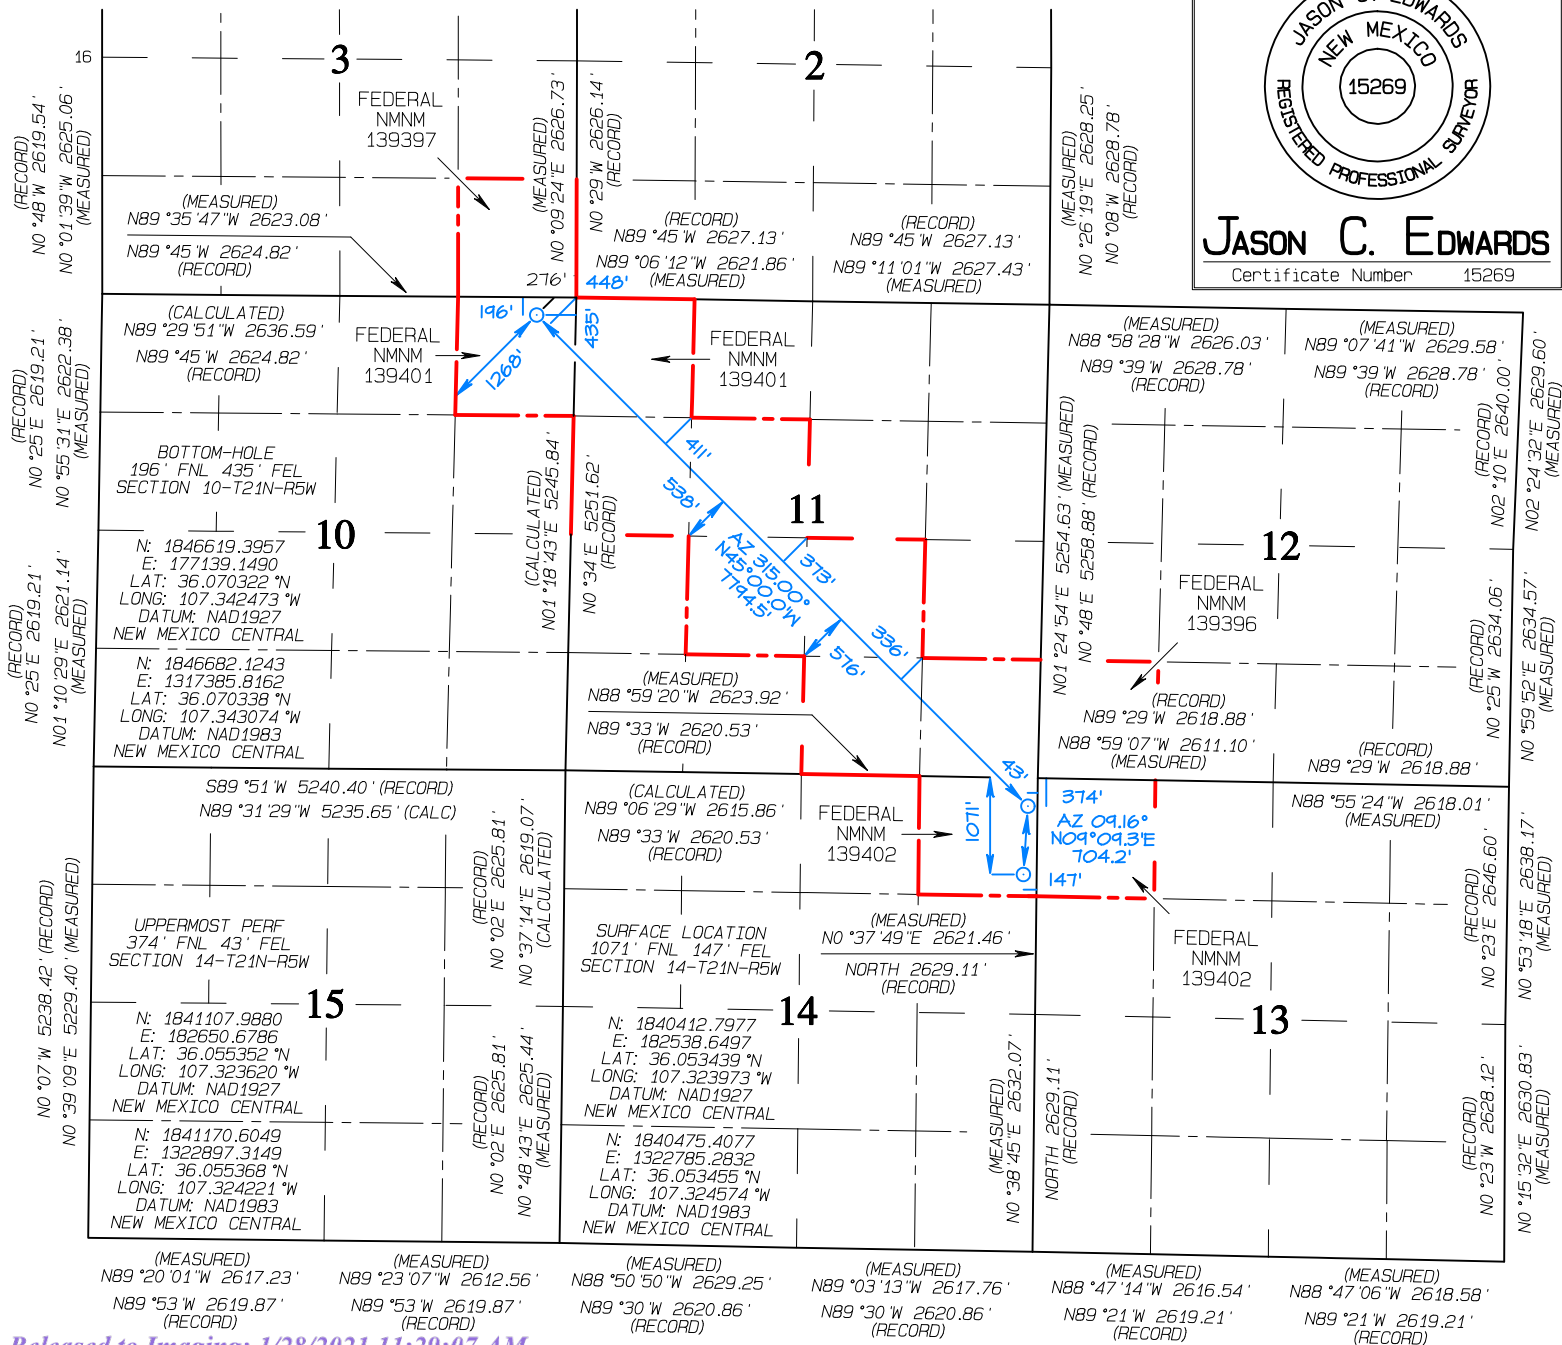 JASON C. EDWARDS
NEW MEXICO
15269
REGISTERED PROFESSIONAL SURVEYOR
JASON C. EDWARDS
Certificate Number 15269
16
3
2
FEDERAL
NMNM
139397
(RECORD)
N0°48'W 2619.54'
N0°01'39"W 2625.06'
(MEASURED)
(MEASURED)
N0°09'24"E 2626.73'
N0°29'W 2626.14'
(RECORD)
(MEASURED)
N0°26'19"E 2628.25'
N0°08'W 2628.78'
(RECORD)
(MEASURED)
N89°35'47"W 2623.08'
N89°45'W 2624.82'
(RECORD)
(RECORD)
N89°45'W 2627.13'
N89°06'12"W 2621.86'
(MEASURED)
(RECORD)
N89°45'W 2627.13'
N89°11'01"W 2627.43'
(MEASURED)
276'
448'
196'
435'
1268'
(CALCULATED)
N89°29'51"W 2636.59'
N89°45'W 2624.82'
(RECORD)
FEDERAL
NMNM
139401
FEDERAL
NMNM
139401
(MEASURED)
N88°58'28"W 2626.03'
N89°39'W 2628.78'
(RECORD)
(MEASURED)
N89°07'41"W 2629.58'
N89°39'W 2628.78'
(RECORD)
(RECORD)
N0°25'E 2619.21'
N0°55'31"E 2622.38'
(MEASURED)
(RECORD)
N02°10'E 2640.00'
N02°24'32"E 2629.60'
(MEASURED)
BOTTOM-HOLE
196' FNL 435' FEL
SECTION 10-T21N-R5W
10
11
12
N: 1846619.3957
E: 177139.1490
LAT: 36.070322°N
LONG: 107.342473°W
DATUM: NAD1927
NEW MEXICO CENTRAL
N: 1846682.1243
E: 1317385.8162
LAT: 36.070338°N
LONG: 107.343074°W
DATUM: NAD1983
NEW MEXICO CENTRAL
(CALCULATED)
N01°18'43"E 5245.84'
N0°34'E 5251.62'
(RECORD)
411'
538'
AZ 315.00°
N45°00.0'W
7794.5'
373'
576'
336'
N01°24'54"E 5254.63' (MEASURED)
N0°48'E 5258.88' (RECORD)
FEDERAL
NMNM
139396
(RECORD)
N0°25'E 2619.21'
N01°10'29"E 2621.14'
(MEASURED)
(RECORD)
N0°25'W 2634.06'
N0°59'52"E 2634.57'
(MEASURED)
(MEASURED)
N88°59'20"W 2623.92'
N89°33'W 2620.53'
(RECORD)
(RECORD)
N89°29'W 2618.88'
N88°59'07"W 2611.10'
(MEASURED)
(RECORD)
N89°29'W 2618.88'
N88°55'24"W 2618.01'
(MEASURED)
S89°51'W 5240.40' (RECORD)
N89°31'29"W 5235.65' (CALC)
(CALCULATED)
N89°06'29"W 2615.86'
N89°33'W 2620.53'
(RECORD)
FEDERAL
NMNM
139402
1071'
43'
374'
AZ 09.16°
N09°09.3'E
704.2'
147'
(RECORD)
N0°02'E 2625.81'
N0°37'14"E 2619.07'
(CALCULATED)
N0°07'W 5238.42' (RECORD)
N0°39'09"E 5229.40' (MEASURED)
(RECORD)
N0°23'E 2646.60'
N0°53'18"E 2638.17'
(MEASURED)
UPPERMOST PERF
374' FNL 43' FEL
SECTION 14-T21N-R5W
SURFACE LOCATION
1071' FNL 147' FEL
SECTION 14-T21N-R5W
(MEASURED)
N0°37'49"E 2621.46'
NORTH 2629.11'
(RECORD)
FEDERAL
NMNM
139402
15
14
13
N: 1841107.9880
E: 182650.6786
LAT: 36.055352°N
LONG: 107.323620°W
DATUM: NAD1927
NEW MEXICO CENTRAL
N: 1841170.6049
E: 1322897.3149
LAT: 36.055368°N
LONG: 107.324221°W
DATUM: NAD1983
NEW MEXICO CENTRAL
(RECORD)
N0°02'E 2625.81'
N0°48'43"E 2625.44'
(MEASURED)
N: 1840412.7977
E: 182538.6497
LAT: 36.053439°N
LONG: 107.323973°W
DATUM: NAD1927
NEW MEXICO CENTRAL
N: 1840475.4077
E: 1322785.2832
LAT: 36.053455°N
LONG: 107.324574°W
DATUM: NAD1983
NEW MEXICO CENTRAL
(MEASURED)
N0°38'45"E 2632.07'
NORTH 2629.11'
(RECORD)
(RECORD)
N0°23'W 2628.12'
N0°15'32"E 2630.83'
(MEASURED)
(MEASURED)
N89°20'01"W 2617.23'
N89°53'W 2619.87'
(RECORD)
(MEASURED)
N89°23'07"W 2612.56'
N89°53'W 2619.87'
(RECORD)
(MEASURED)
N88°50'50"W 2629.25'
N89°30'W 2620.86'
(RECORD)
(MEASURED)
N89°03'13"W 2617.76'
N89°30'W 2620.86'
(RECORD)
(MEASURED)
N88°47'14"W 2616.54'
N89°21'W 2619.21'
(RECORD)
(MEASURED)
N88°47'06"W 2618.58'
N89°21'W 2619.21'
(RECORD)
Released to Imaging: 1/28/2021 11:29:07 AM